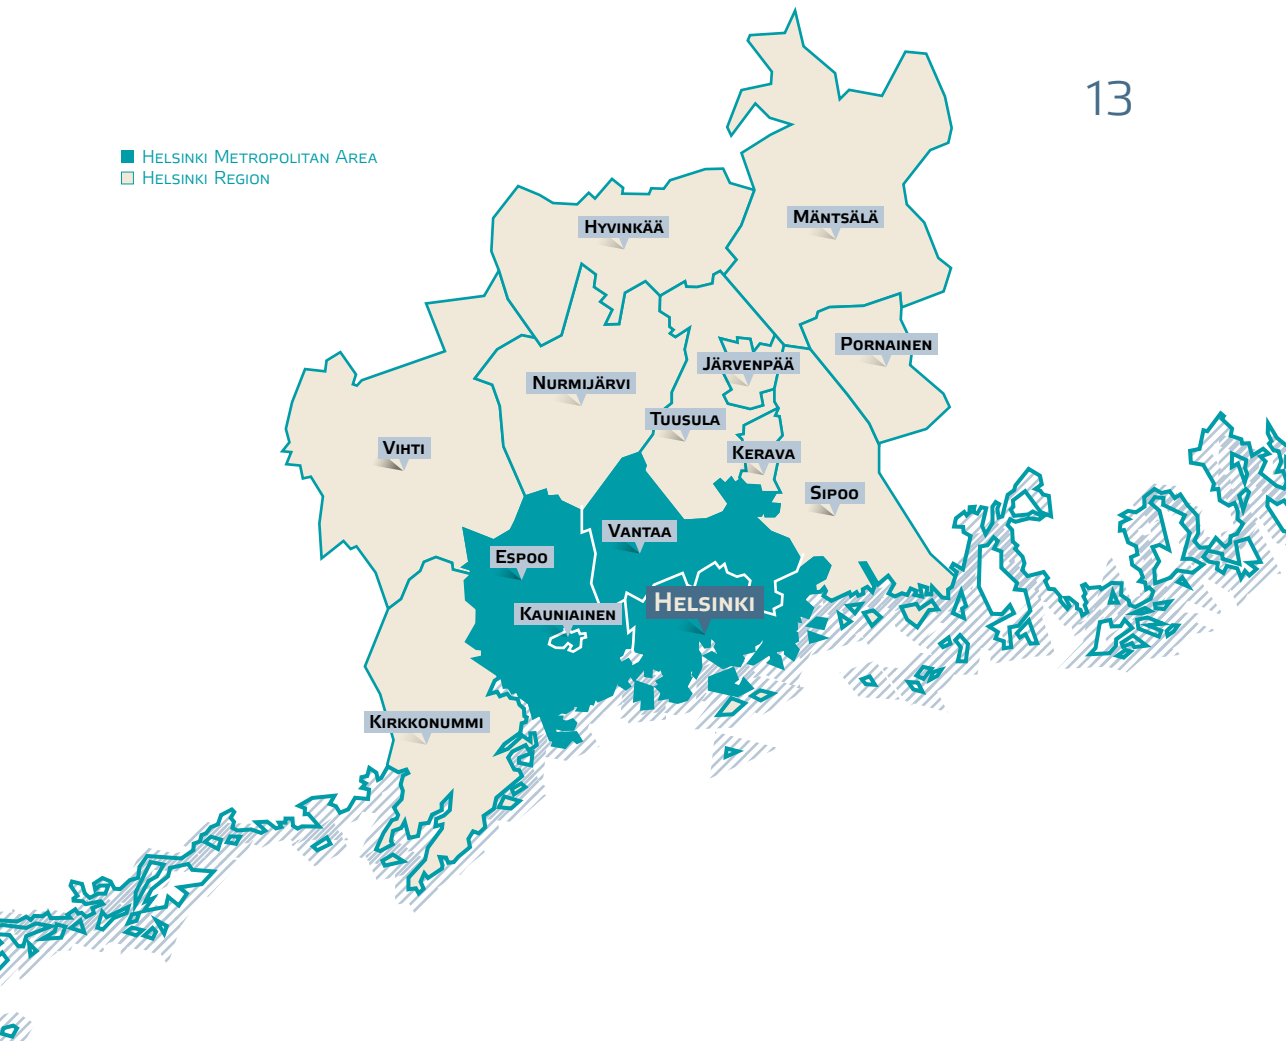 13
Helsinki Metropolitan Area
Helsinki Region
Mäntsälä
Hyvinkää
Pornainen
Järvenpää
Nurmijärvi
Tuusula
Vihti
Kerava
Sipoo
Vantaa
Espoo
Helsinki
Kauniainen
Kirkkonummi